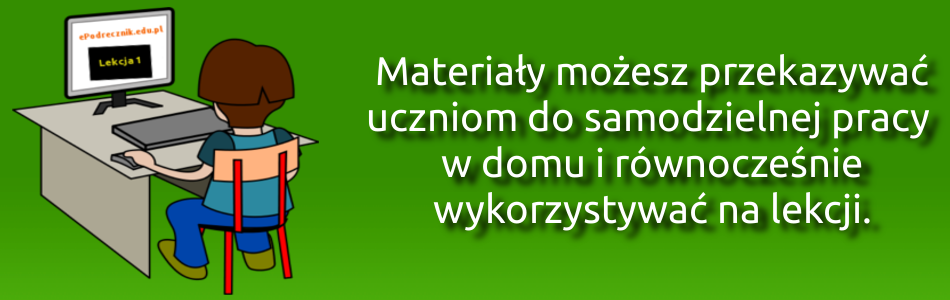 ePodrecznik.edu.pl
Lekcja 1
Materiały możesz przekazywać
uczniom do samodzielnej pracy
w domu i równocześnie
wykorzystywać na lekcji.